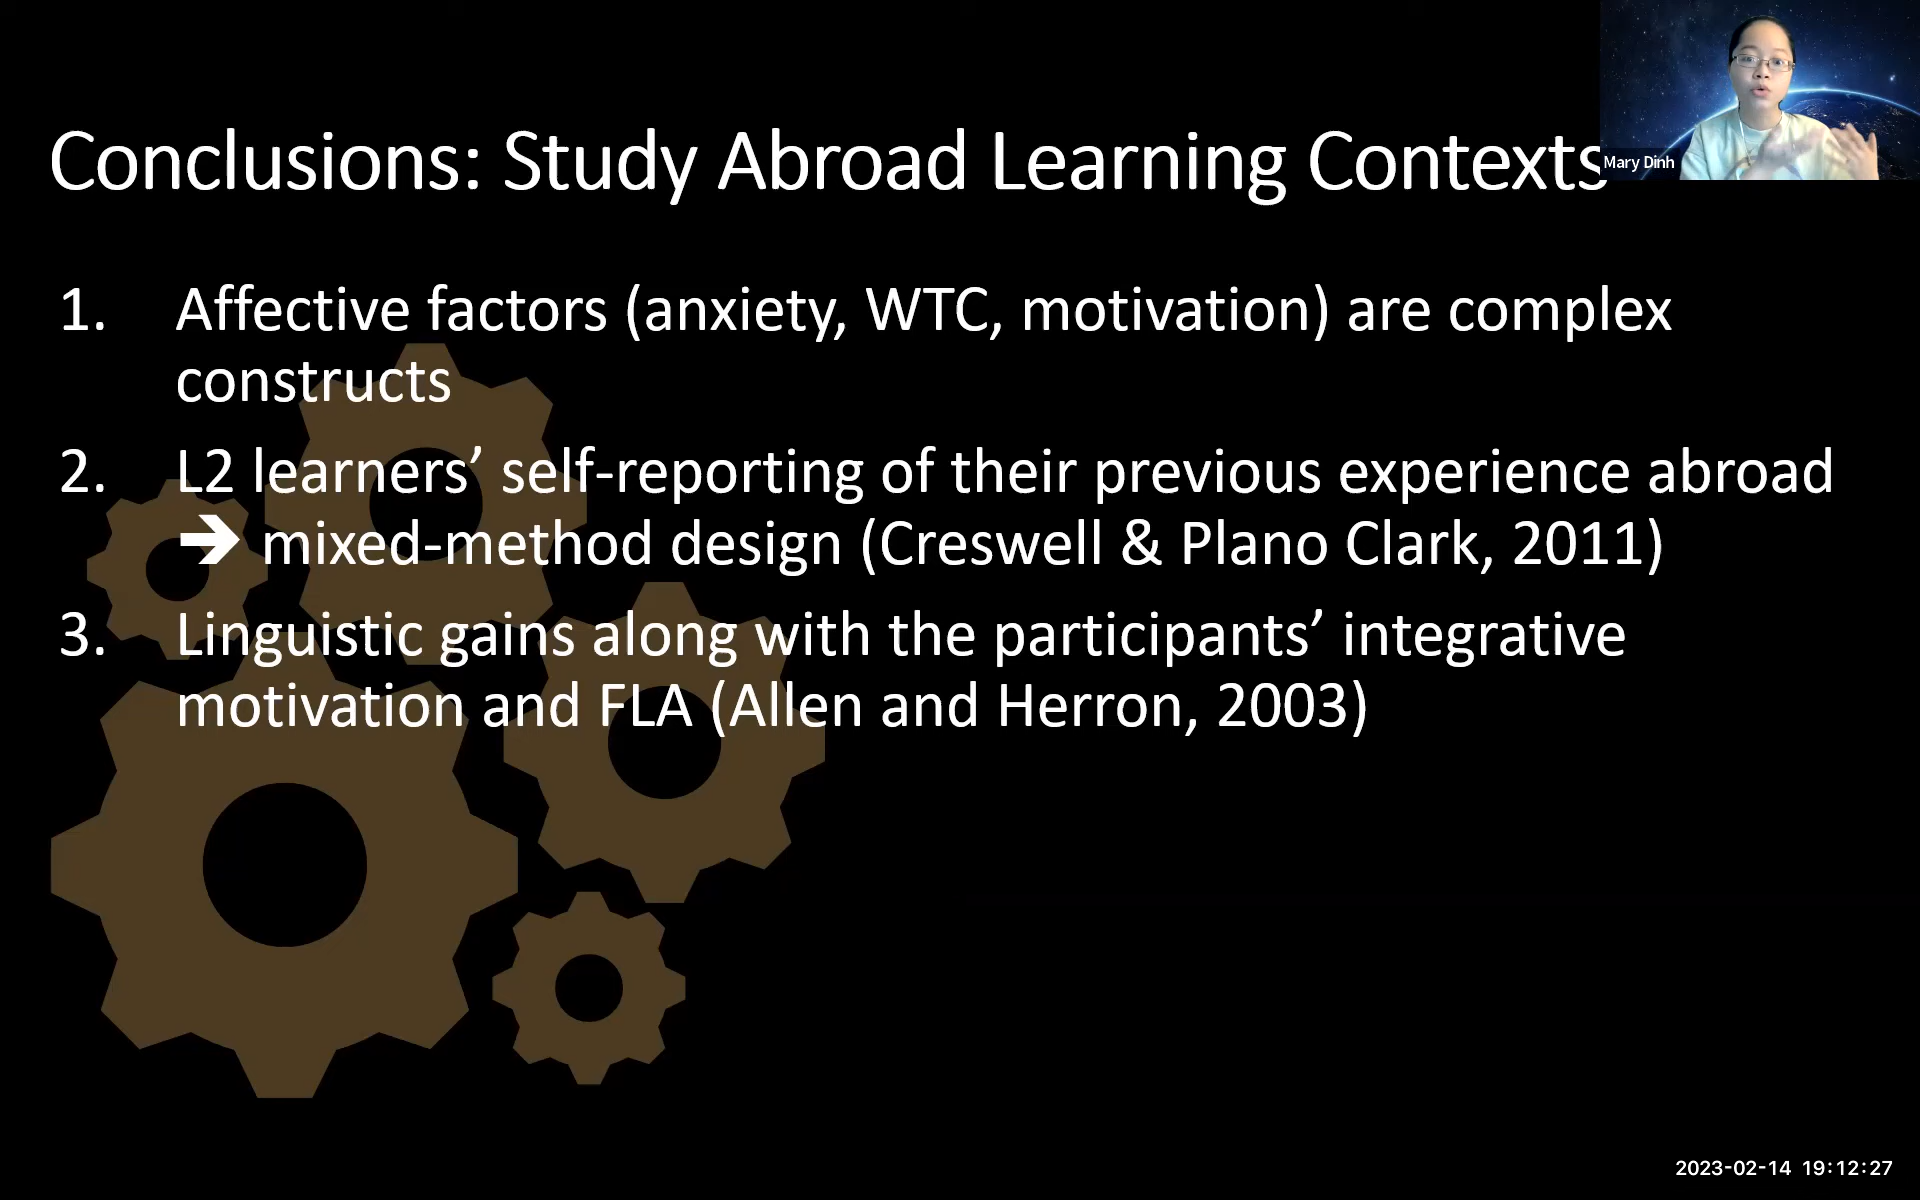 Conclusions: Study Abroad Learning Contexts
Mary Dinh
1. Affective factors (anxiety, WTC, motivation) are complex
constructs
2. L2 learners’ self-reporting of their previous experience abroad
➔ mixed-method design (Creswell & Plano Clark, 2011)
3. Linguistic gains along with the participants’ integrative
motivation and FLA (Allen and Herron, 2003)
2023-02-14 19:12:27